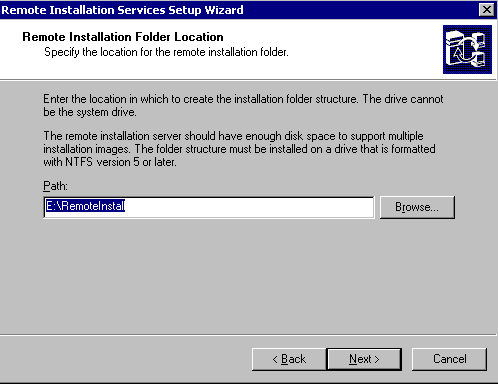 Remote Installation Services Setup Wizard
Remote Installation Folder Location
Specify the location for the remote installation folder.
Enter the location in which to create the installation folder structure. The drive cannot
be the system drive.
The remote installation server should have enough disk space to support multiple
installation images. The folder structure must be installed on a drive that is formatted
with NTFS version 5 or later.
Path:
E:\RemoteInstall
Browse...
< Back
Next >
Cancel